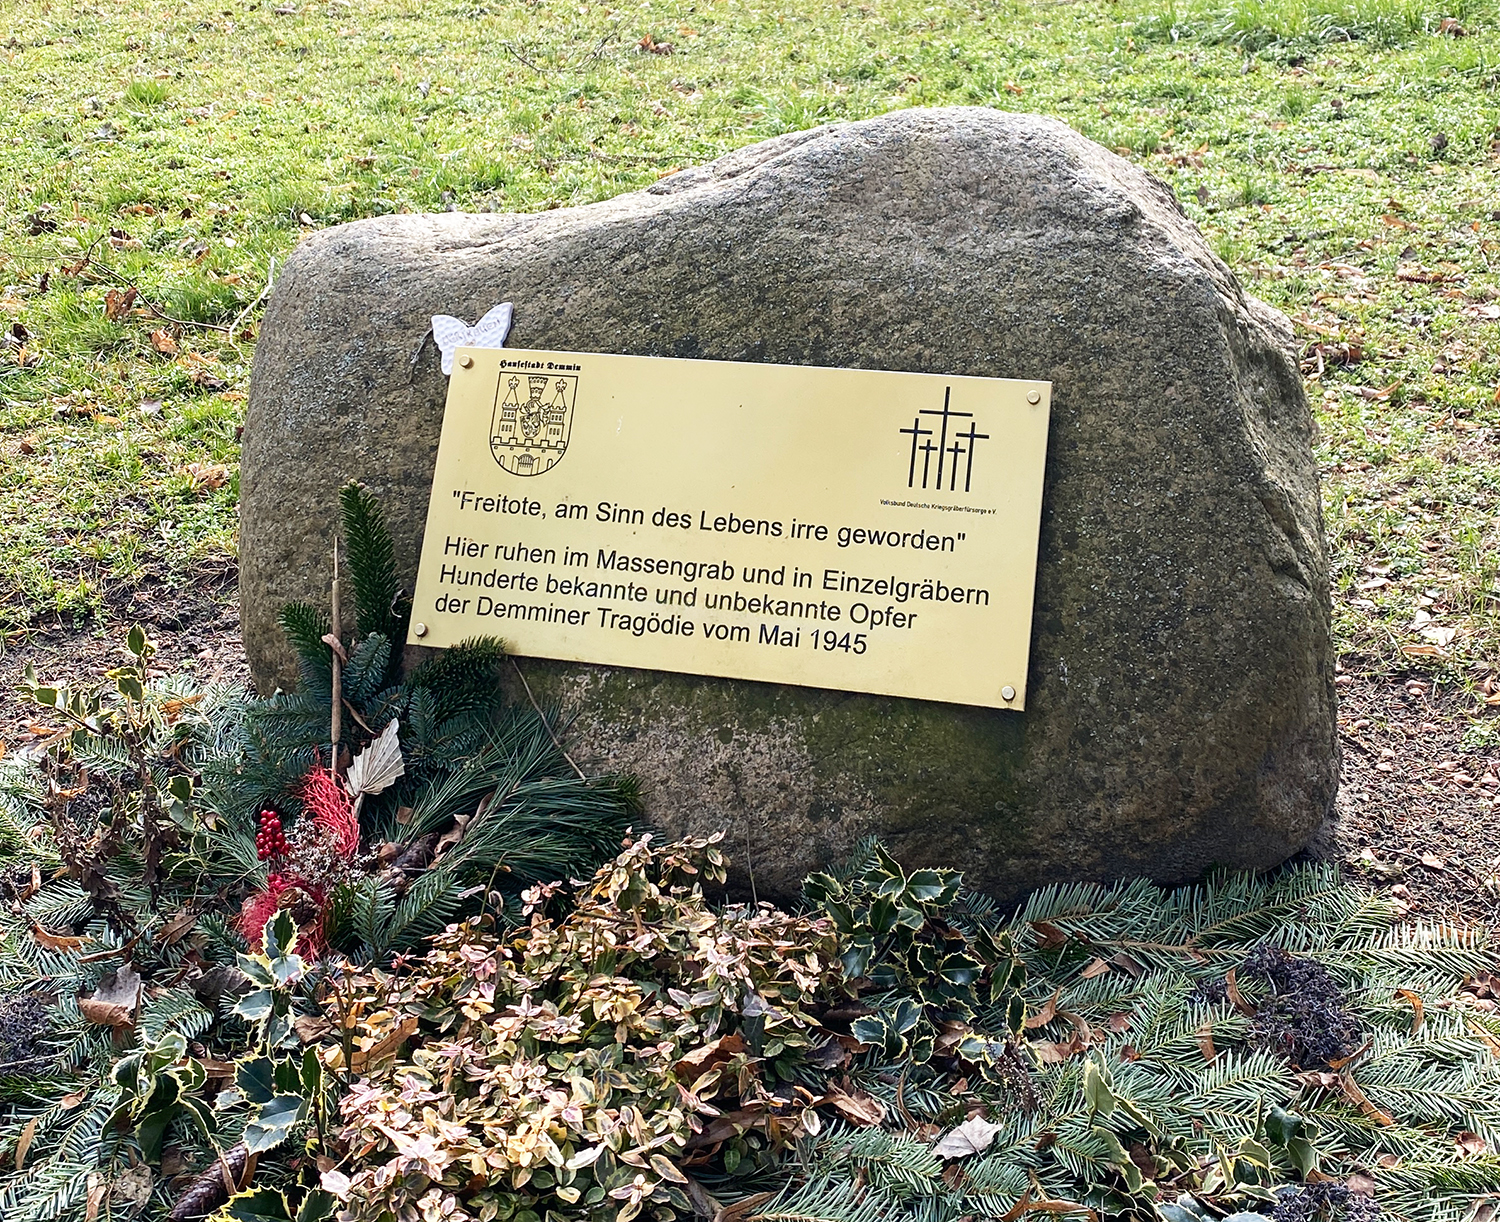 Hansestadt Demmin
Volksbund Deutsche Kriegsgräberfürsorge e.V.
"Freitote, am Sinn des Lebens irre geworden"
Hier ruhen im Massengrab und in Einzelgräbern
Hunderte bekannte und unbekannte Opfer
der Demminer Tragödie vom Mai 1945